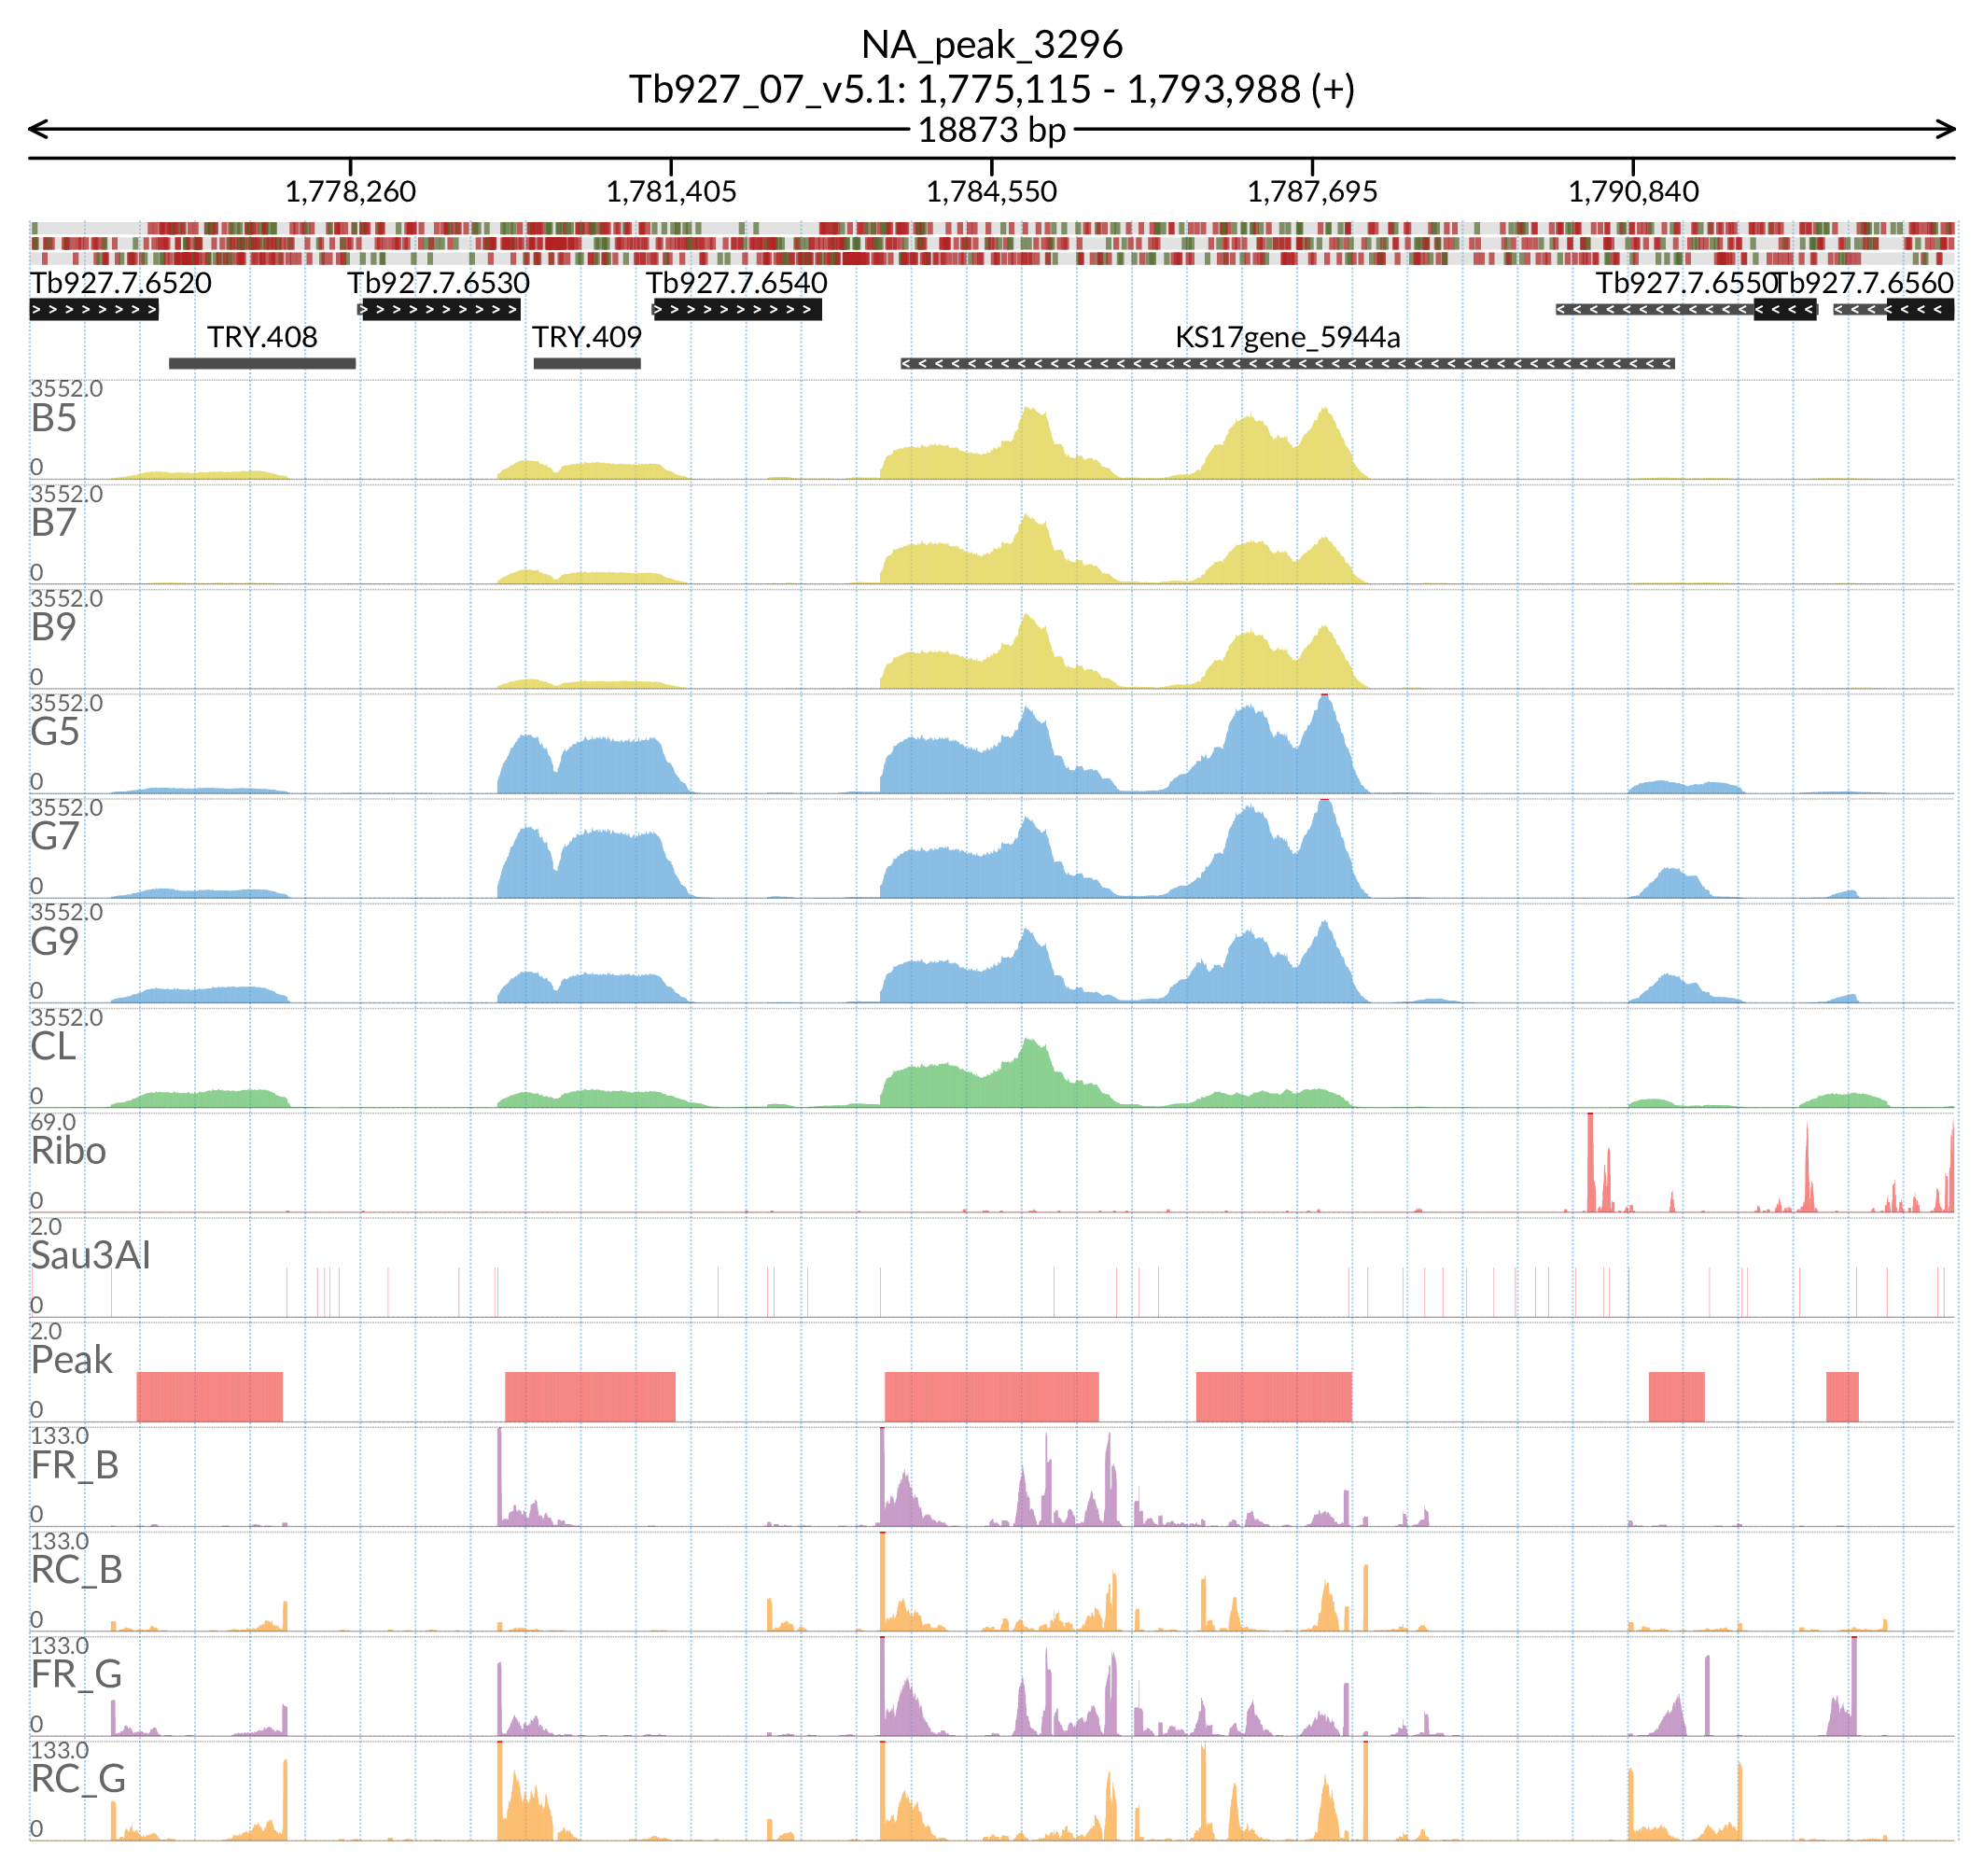 NA_peak_3296
Tb927_07_v5.1: 1,775,115 - 1,793,988 (+)
18873 bp
1,778,260 1,781,405 1,784,550 1,787,695 1,790,840
Tb927.7.6520 Tb927.7.6530 Tb927.7.6540 Tb927.7.6550 Tb927.7.6560
TRY.408 TRY.409 KS17gene_5944a
3552.0
B5
0
3552.0
B7
0
3552.0
B9
0
3552.0
G5
0
3552.0
G7
0
3552.0
G9
0
3552.0
CL
0
69.0
Ribo
0
2.0
Sau3AI
0
2.0
Peak
0
133.0
FR_B
0
133.0
RC_B
0
133.0
FR_G
0
133.0
RC_G
0